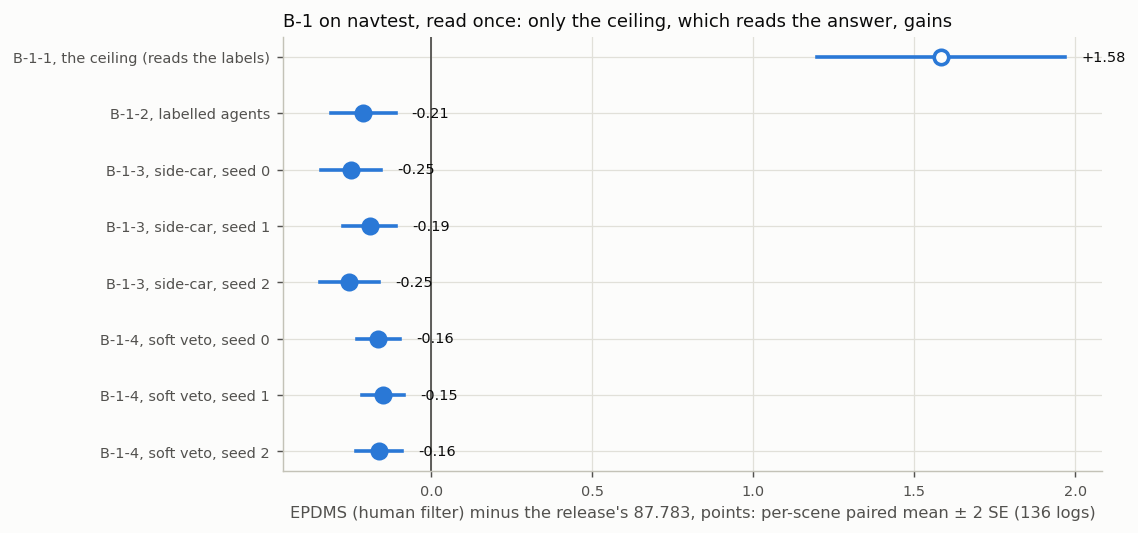 B-1 on navtest, read once: only the ceiling, which reads the answer, gains
B-1-1, the ceiling (reads the labels)
+1.58
B-1-2, labelled agents
-0.21
B-1-3, side-car, seed 0
-0.25
B-1-3, side-car, seed 1
-0.19
B-1-3, side-car, seed 2
-0.25
B-1-4, soft veto, seed 0
-0.16
B-1-4, soft veto, seed 1
-0.15
B-1-4, soft veto, seed 2
-0.16
0.0 0.5 1.0 1.5 2.0
EPDMS (human filter) minus the release's 87.783, points: per-scene paired mean ± 2 SE (136 logs)